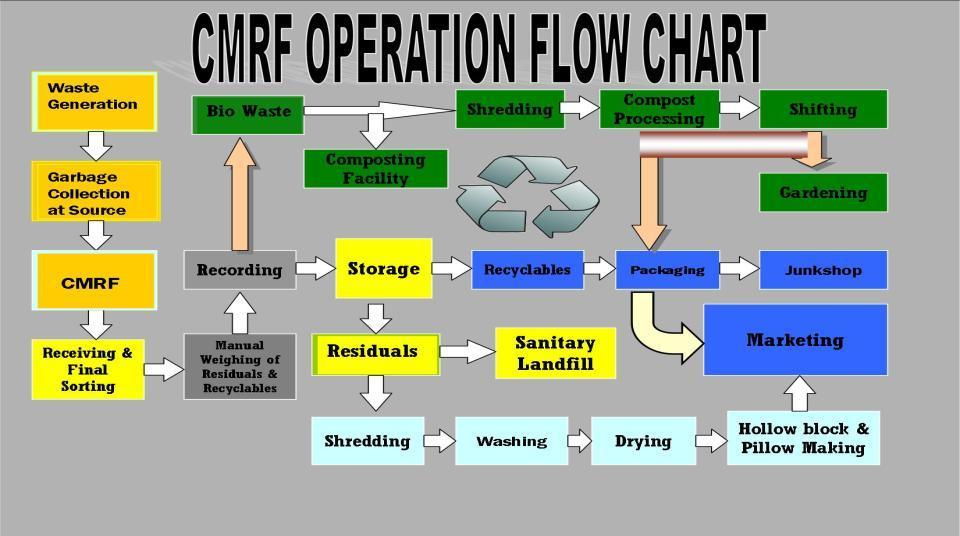 CMRF OPERATION FLOW CHART
Waste
Generation
Garbage
Collection
at Source
CMRF
Receiving &
Final
Sorting
Manual
Weighing of
Residuals &
Recyclables
Recording
Bio Waste
Composting
Facility
Shredding
Compost
Processing
Shifting
Gardening
Storage
Recyclables
Packaging
Junkshop
Marketing
Residuals
Sanitary
Landfill
Shredding
Washing
Drying
Hollow block &
Pillow Making